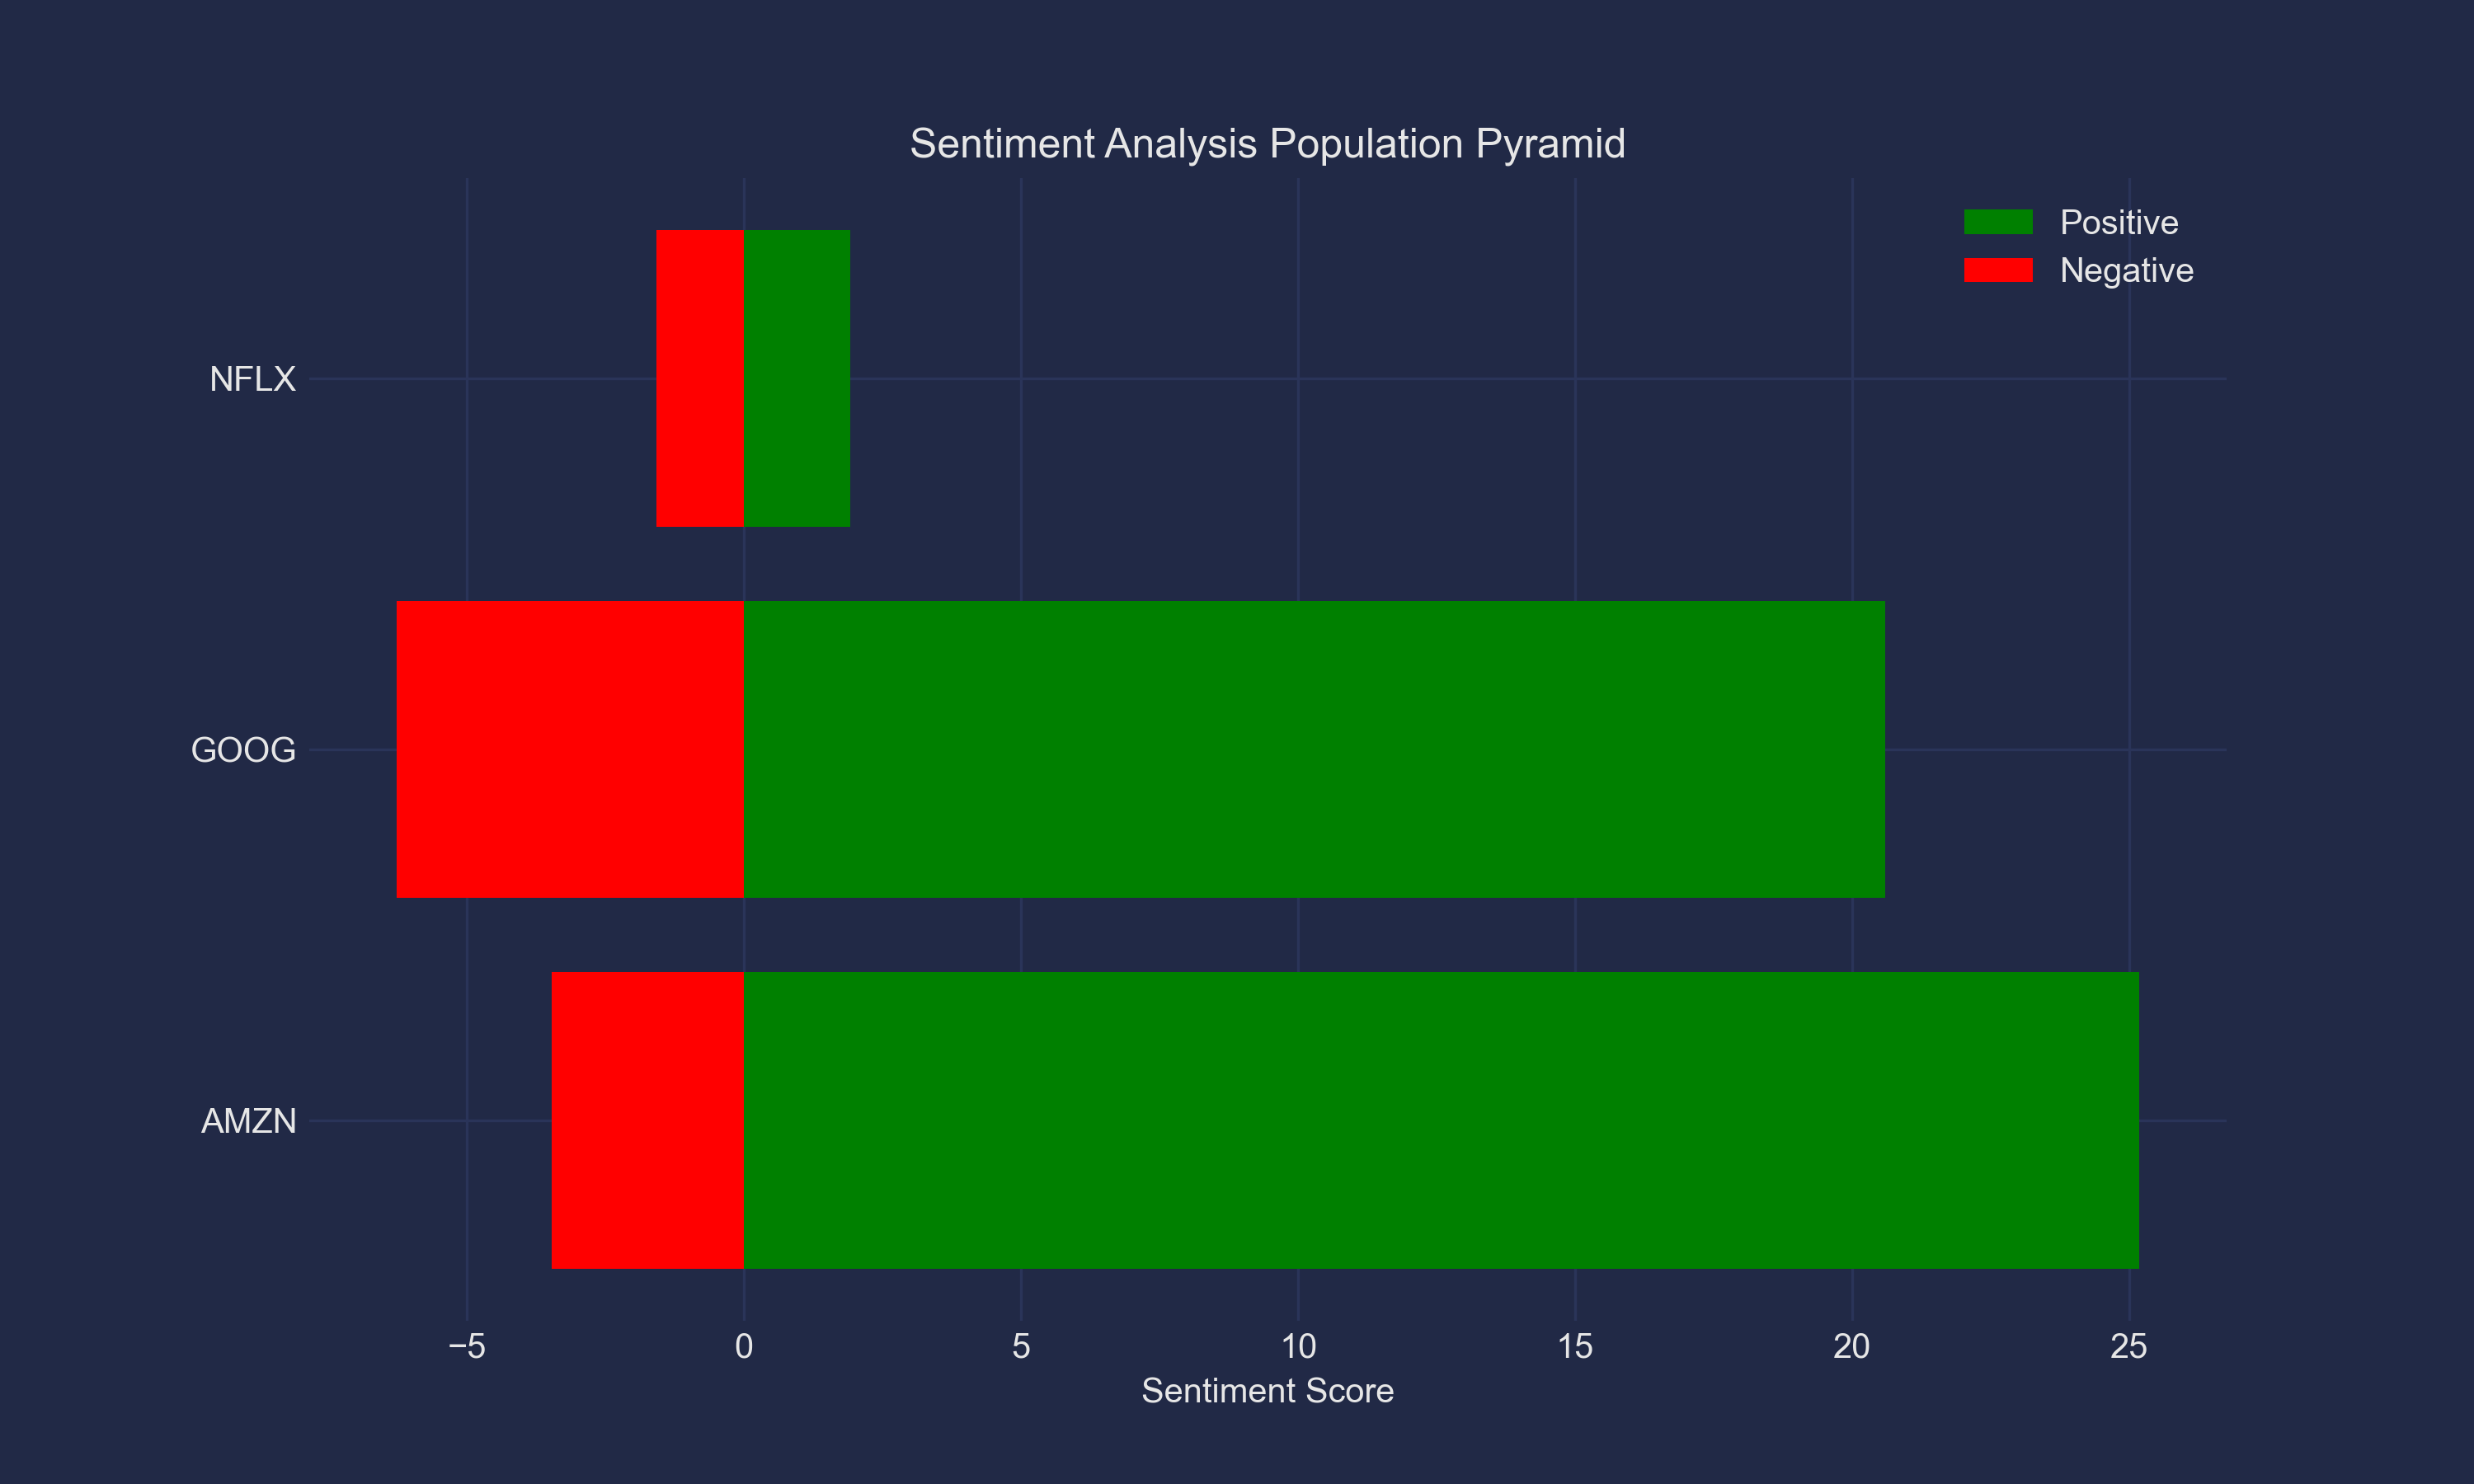 Sentiment Analysis Population Pyramid
Positive
Negative
NFLX
GOOG
AMZN
−5 0 5 10 15 20 25
Sentiment Score